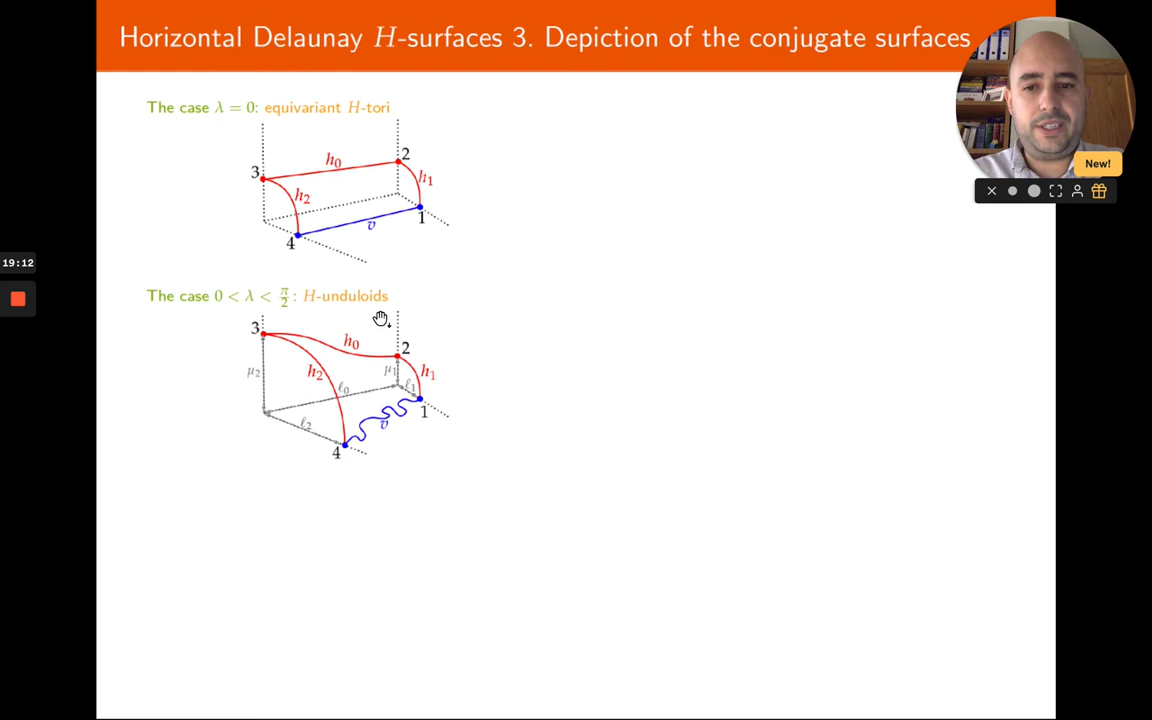 Horizontal Delaunay H-surfaces 3. Depiction of the conjugate surfaces
New!
19:12
The case λ = 0: equivariant H-tori
3
h₀
2
h₂
h₁
v
1
4
The case 0 < λ < π/2: H-unduloids
3
h₀
2
μ₂
h₂
μ₁
h₁
ℓ₀
ℓ₁
ℓ₂
v
1
4